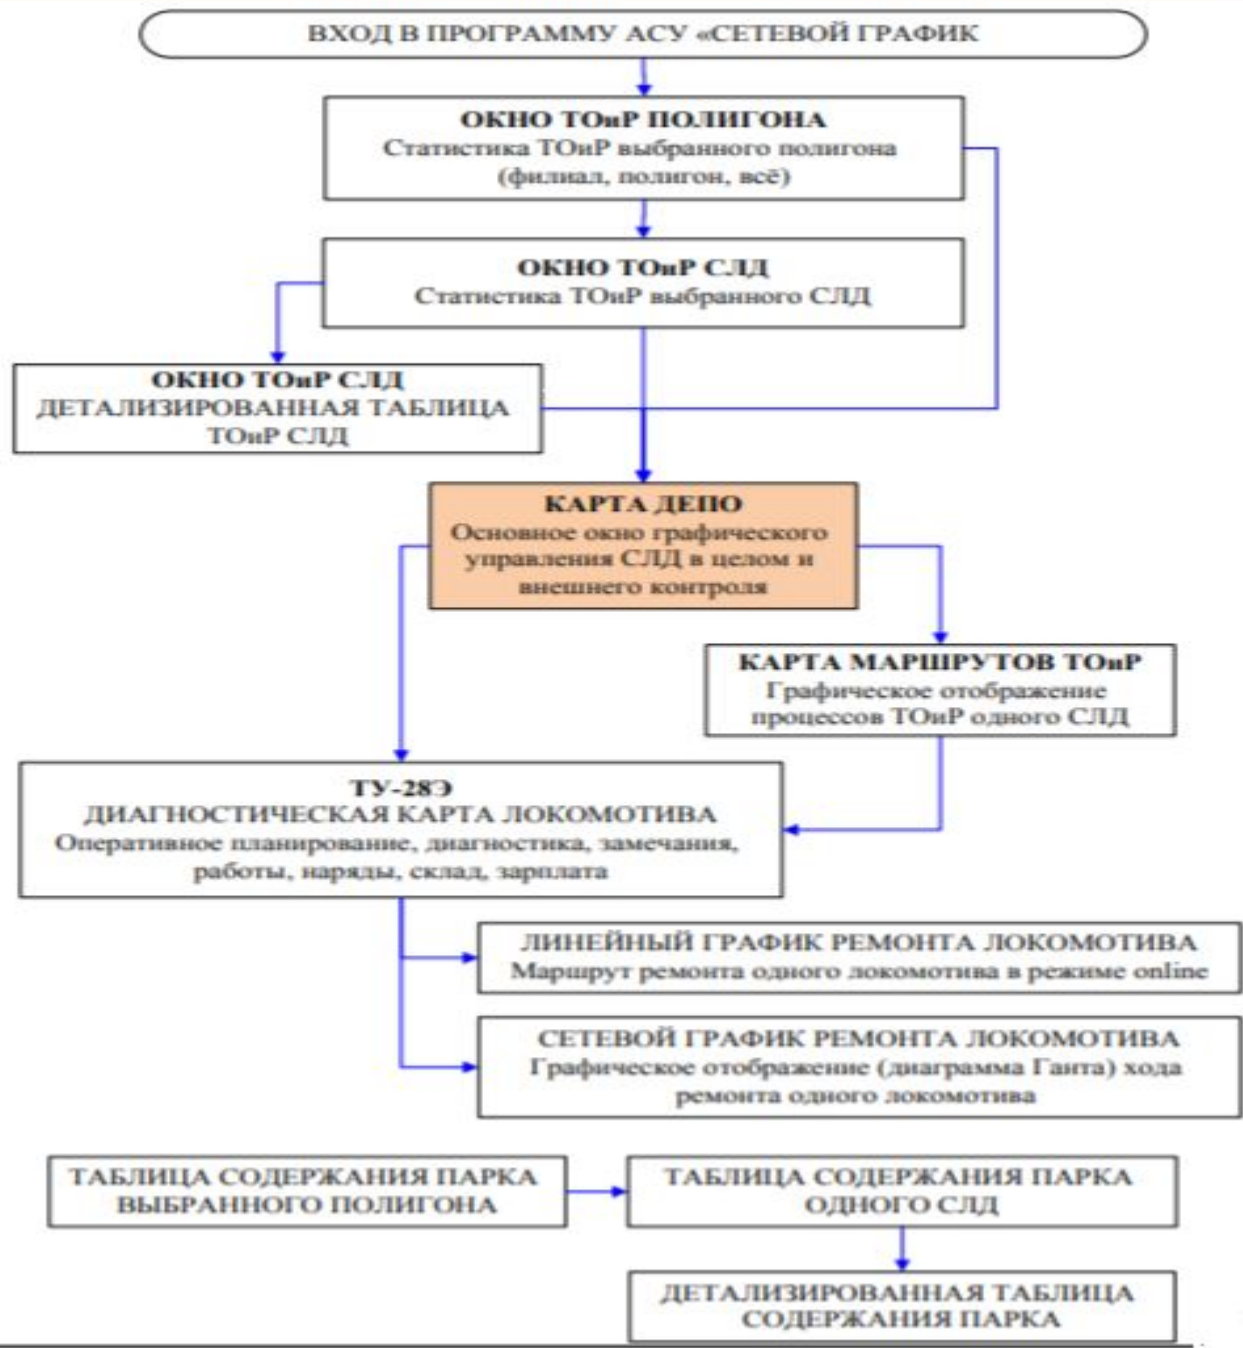 ВХОД В ПРОГРАММУ АСУ «СЕТЕВОЙ ГРАФИК
ОКНО ТОиР ПОЛИГОНА
Статистика ТОиР выбранного полигона
(филиал, полигон, всё)
ОКНО ТОиР СЛД
Статистика ТОиР выбранного СЛД
ОКНО ТОиР СЛД
ДЕТАЛИЗИРОВАННАЯ ТАБЛИЦА
ТОиР СЛД
КАРТА ДЕПО
Основное окно графического
управления СЛД в целом и
внешнего контроля
КАРТА МАРШРУТОВ ТОиР
Графическое отображение
процессов ТОиР одного СЛД
ТУ-28Э
ДИАГНОСТИЧЕСКАЯ КАРТА ЛОКОМОТИВА
Оперативное планирование, диагностика, замечания,
работы, наряды, склад, зарплата
ЛИНЕЙНЫЙ ГРАФИК РЕМОНТА ЛОКОМОТИВА
Маршрут ремонта одного локомотива в режиме online
СЕТЕВОЙ ГРАФИК РЕМОНТА ЛОКОМОТИВА
Графическое отображение (диаграмма Ганта) хода
ремонта одного локомотива
ТАБЛИЦА СОДЕРЖАНИЯ ПАРКА
ВЫБРАННОГО ПОЛИГОНА
ТАБЛИЦА СОДЕРЖАНИЯ ПАРКА
ОДНОГО СЛД
ДЕТАЛИЗИРОВАННАЯ ТАБЛИЦА
СОДЕРЖАНИЯ ПАРКА